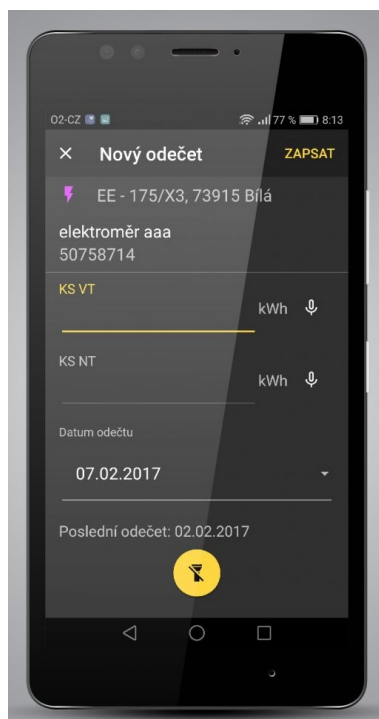 O2-CZ 77 % 8:13
× Nový odečet ZAPSAT
EE - 175/X3, 73915 Bílá
elektroměr aaa
50758714
KS VT
kWh
KS NT
kWh
Datum odečtu
07.02.2017
Poslední odečet: 02.02.2017